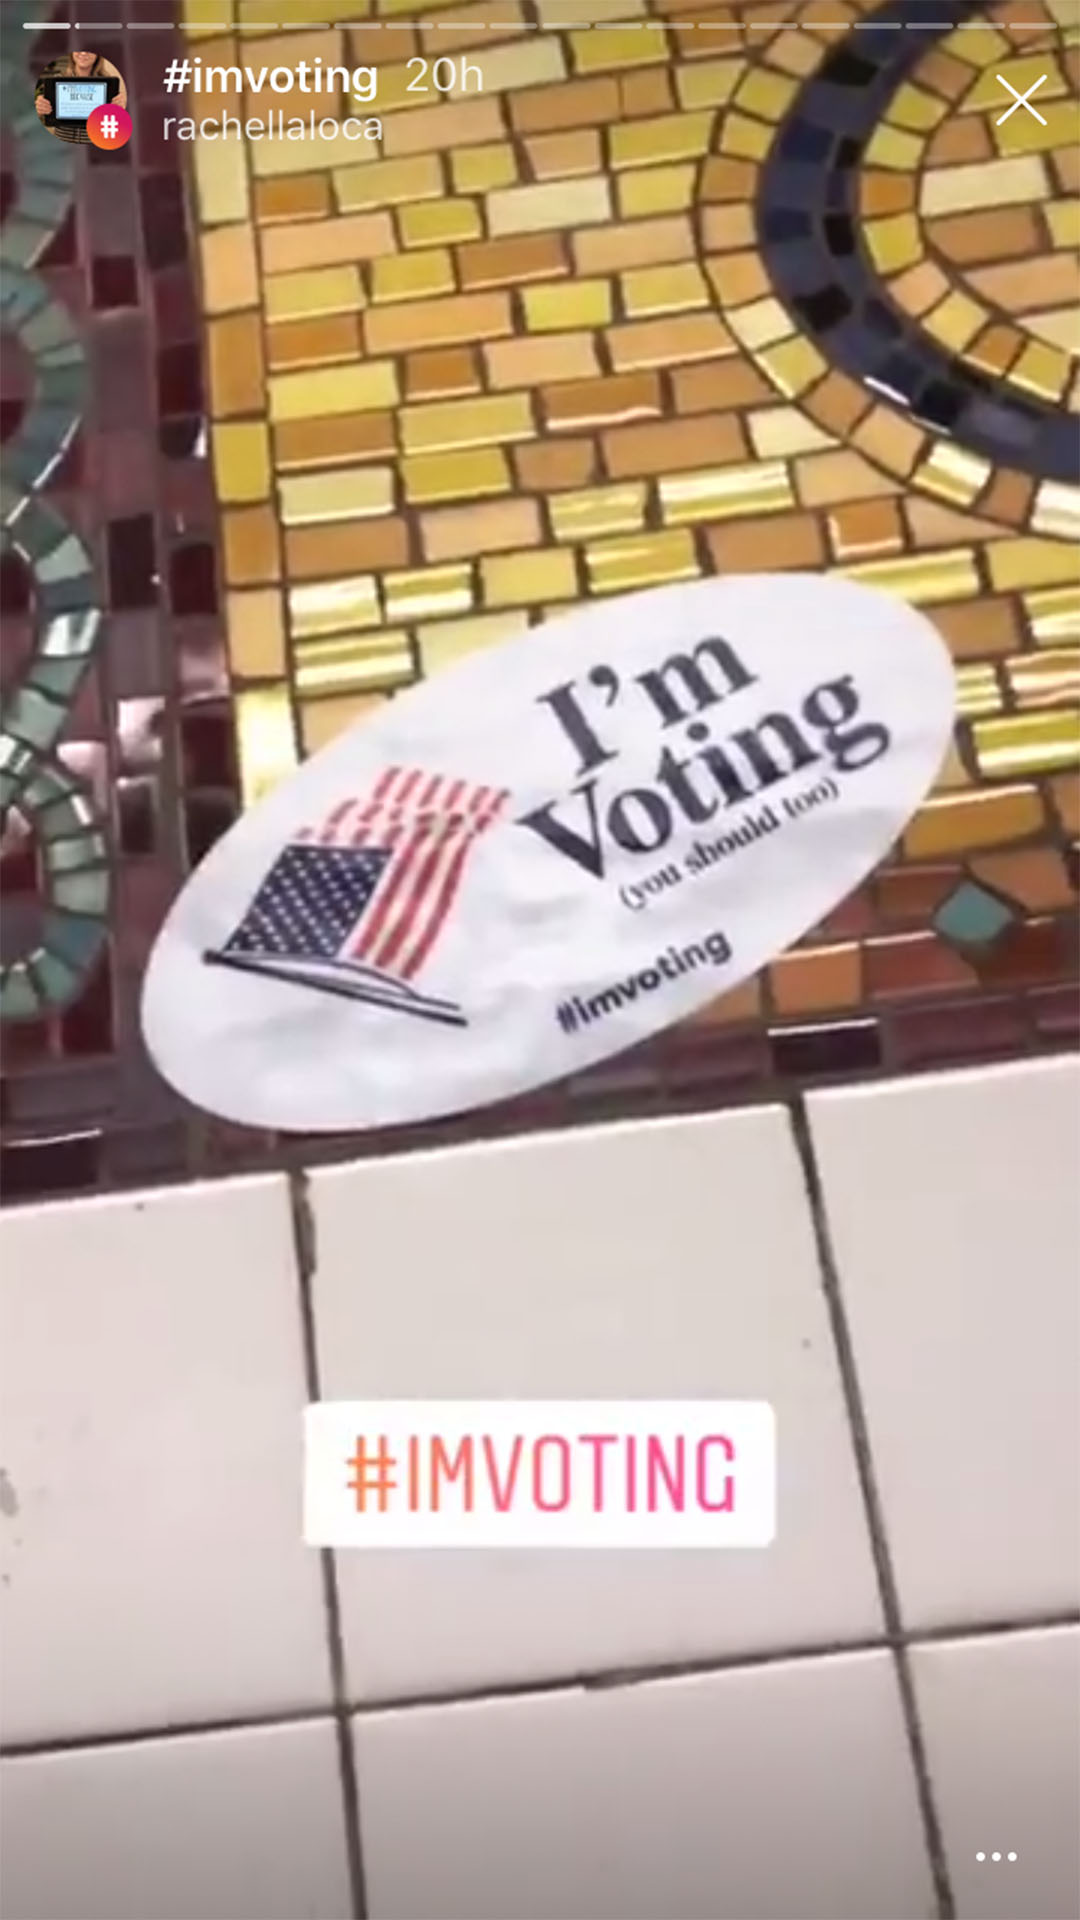 #imvoting 20h
rachellaloca
#
I'm
Voting
(you should too)
#imvoting
#IMVOTING